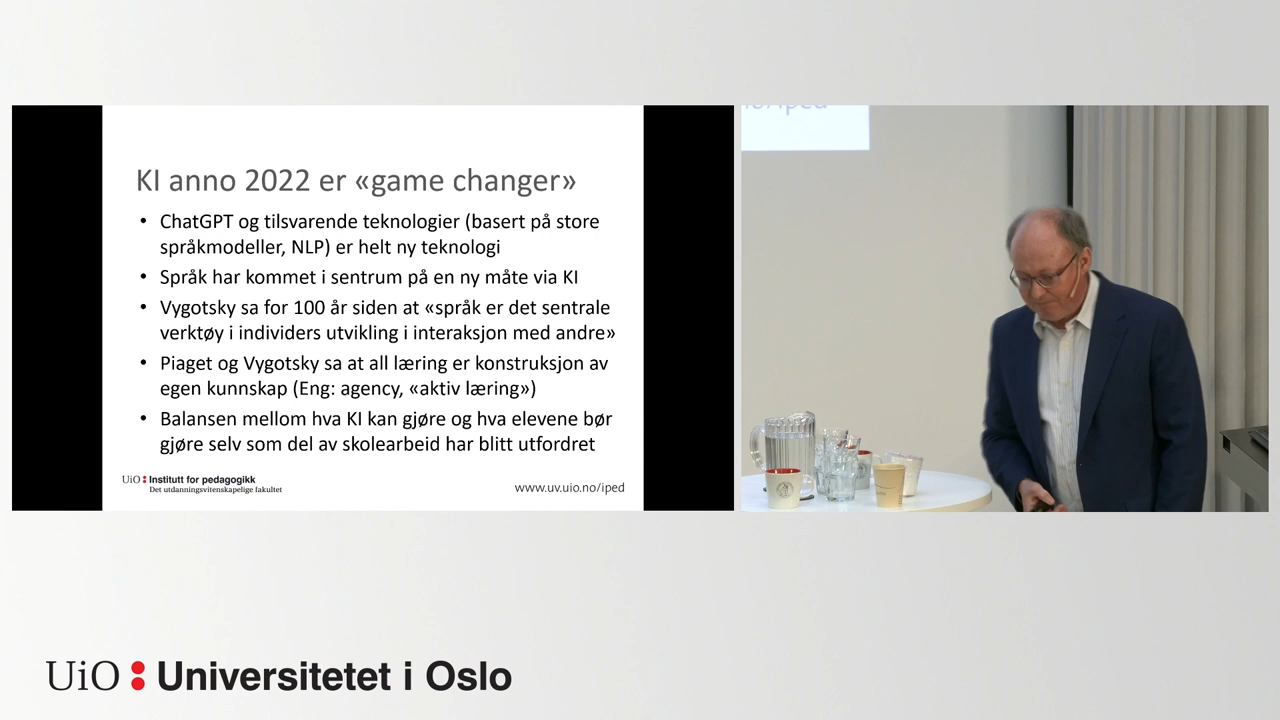 KI anno 2022 er «game changer»
• ChatGPT og tilsvarende teknologier (basert på store
språkmodeller, NLP) er helt ny teknologi
• Språk har kommet i sentrum på en ny måte via KI
• Vygotsky sa for 100 år siden at «språk er det sentrale
verktøy i individers utvikling i interaksjon med andre»
• Piaget og Vygotsky sa at all læring er konstruksjon av
egen kunnskap (Eng: agency, «aktiv læring»)
• Balansen mellom hva KI kan gjøre og hva elevene bør
gjøre selv som del av skolearbeid har blitt utfordret
UiO : Institutt for pedagogikk
Det utdanningsvitenskapelige fakultet
www.uv.uio.no/iped
UiO : Universitetet i Oslo